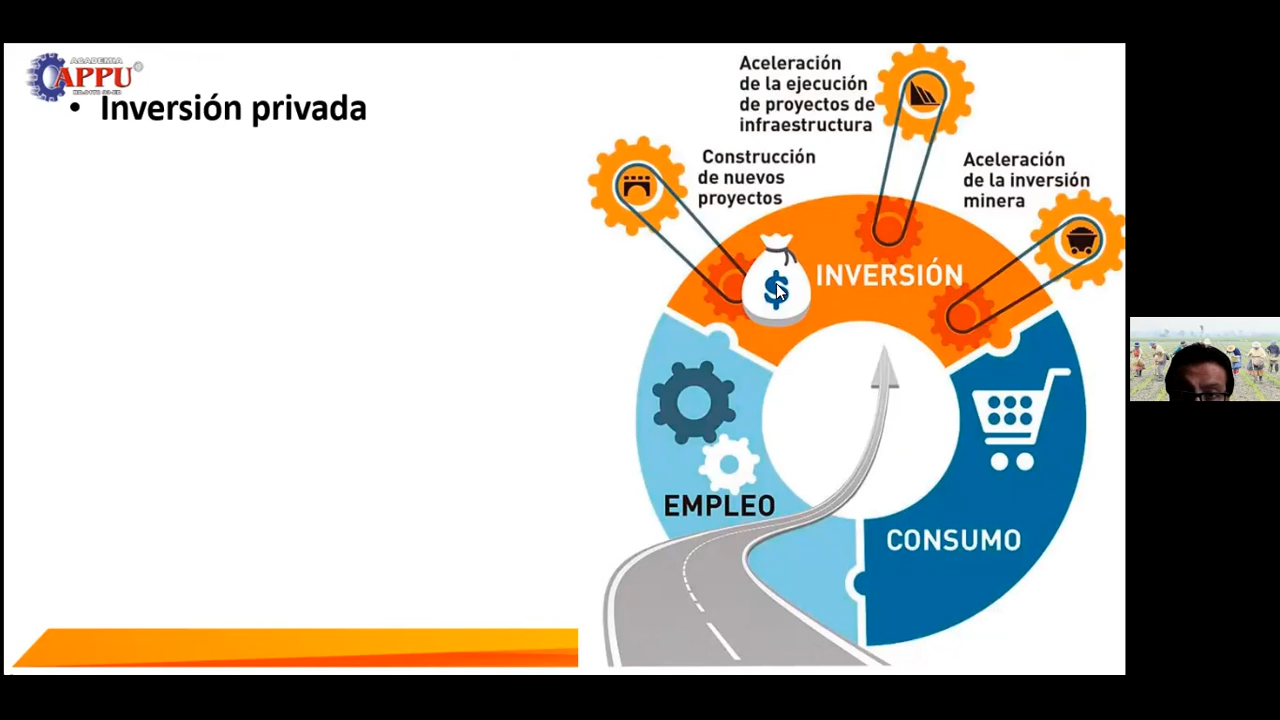 ACADEMIA
APPU
• Inversión privada
Aceleración
de la ejecución
de proyectos de
infraestructura
Construcción
de nuevos
proyectos
Aceleración
de la inversión
minera
INVERSIÓN
$
EMPLEO
CONSUMO